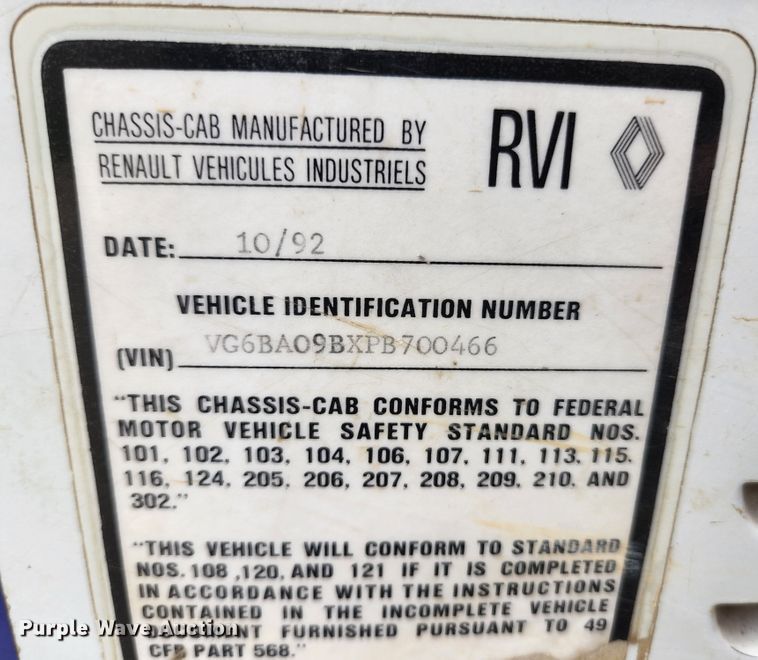 CHASSIS-CAB MANUFACTURED BY
RENAULT VEHICULES INDUSTRIELS
RVI
DATE: 10/92
VEHICLE IDENTIFICATION NUMBER
(VIN) VG6BA09BXPB700466
"THIS CHASSIS-CAB CONFORMS TO FEDERAL
MOTOR VEHICLE SAFETY STANDARD NOS.
101, 102, 103, 104, 106, 107, 111, 113, 115,
116, 124, 205, 206, 207, 208, 209, 210, AND
302."
"THIS VEHICLE WILL CONFORM TO STANDARD
NOS. 108 ,120, AND 121 IF IT IS COMPLETED
IN ACCORDANCE WITH THE INSTRUCTIONS
CONTAINED IN THE INCOMPLETE VEHICLE
FURNISHED PURSUANT TO 49
CFR PART 568."
Purple Wave Auction